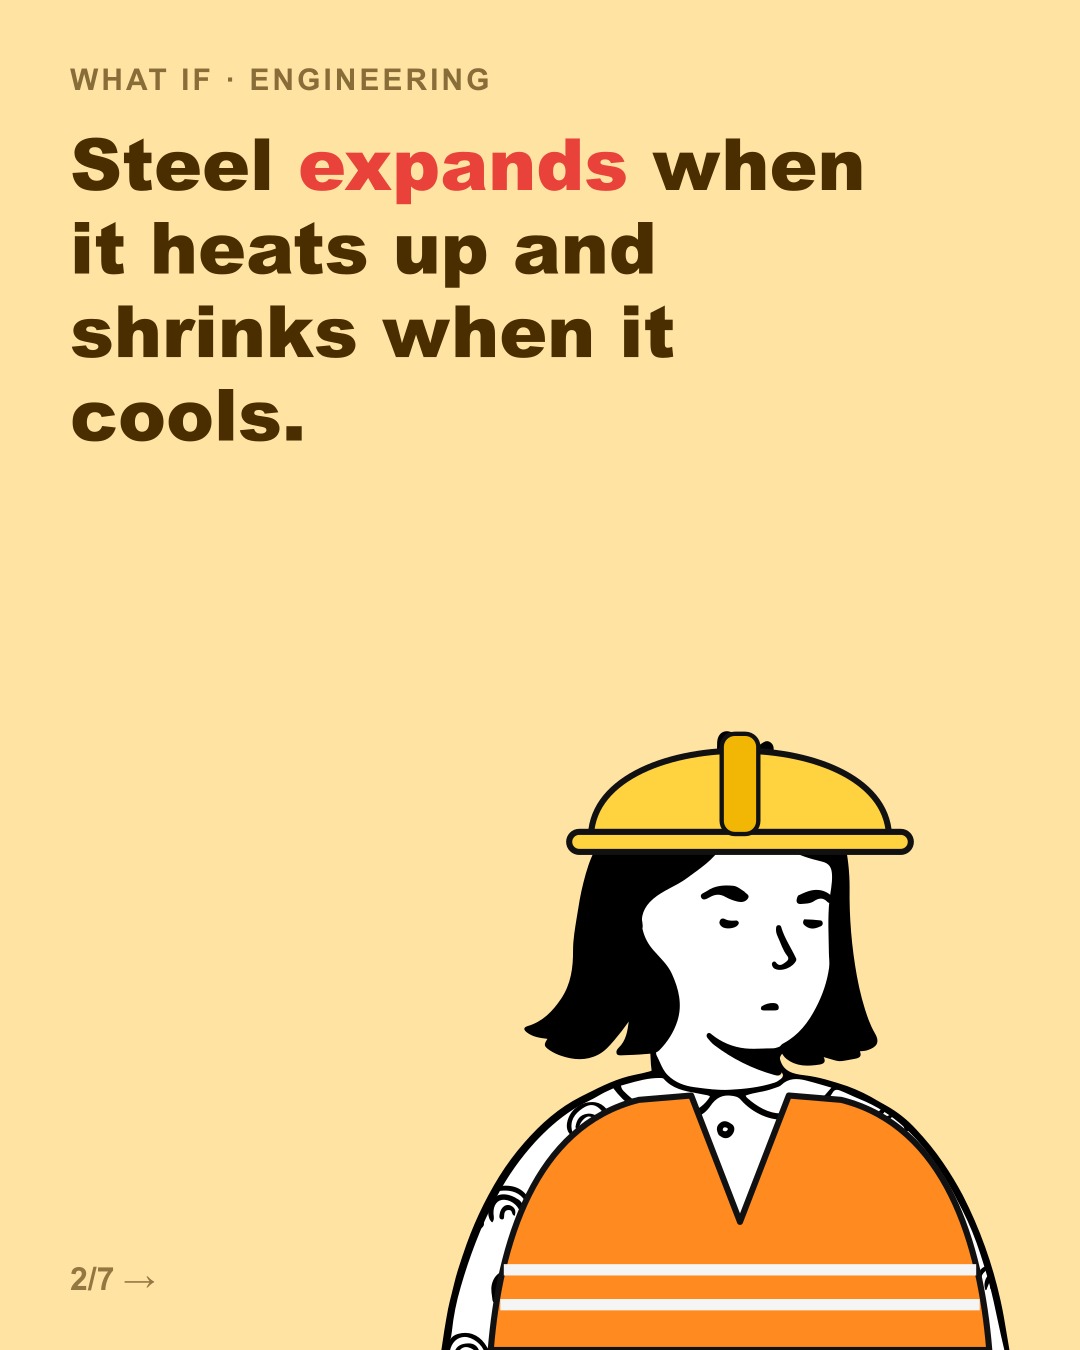 WHAT IF · ENGINEERING
Steel expands when
it heats up and
shrinks when it
cools.
2/7 →